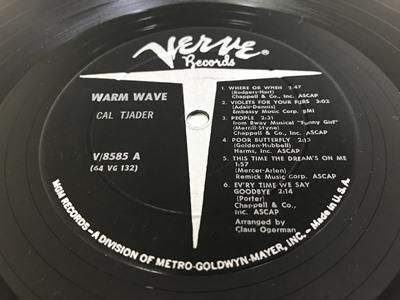 Verve®
Records
WARM WAVE
CAL TJADER
V/8585 A
(64 VG 132)
1. WHERE OR WHEN 2:47
(Rodgers-Hart)
Chappell & Co., Inc. ASCAP
2. VIOLETS FOR YOUR FURS 3:02
(Adair-Dennis)
Embassy Music Corp. BMI
3. PEOPLE 2:31
from Bway Musical "Funny Girl"
(Merrill-Styne)
Chappell & Co., Inc. ASCAP
4. POOR BUTTERFLY 2:13
(Golden-Hubbell)
Harms, Inc. ASCAP
5. THIS TIME THE DREAM'S ON ME
1:57
(Mercer-Arlen)
Remick Music Corp. ASCAP
6. EV'RY TIME WE SAY
GOODBYE 2:14
(Porter)
Chappell & Co.,
Inc. ASCAP
Arranged by
Claus Ogerman
MGM RECORDS - A DIVISION OF METRO-GOLDWYN-MAYER, INC. - Made in U.S.A.